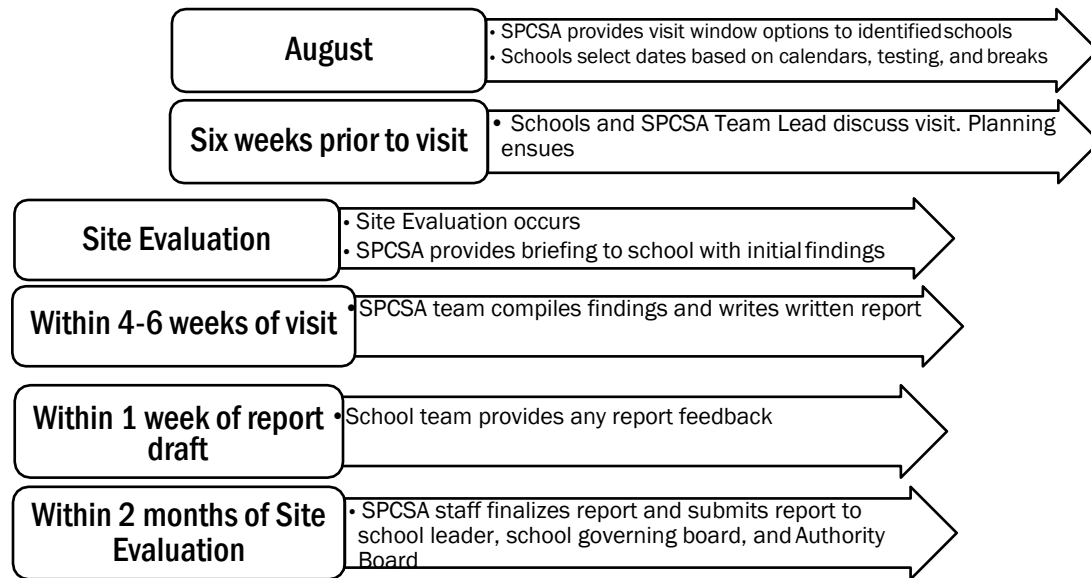 August
• SPCSA provides visit window options to identified schools
• Schools select dates based on calendars, testing, and breaks
Six weeks prior to visit
• Schools and SPCSA Team Lead discuss visit. Planning
ensues
Site Evaluation
• Site Evaluation occurs
• SPCSA provides briefing to school with initial findings
Within 4-6 weeks of visit
• SPCSA team compiles findings and writes written report
Within 1 week of report
draft
• School team provides any report feedback
Within 2 months of Site
Evaluation
• SPCSA staff finalizes report and submits report to
school leader, school governing board, and Authority
Board